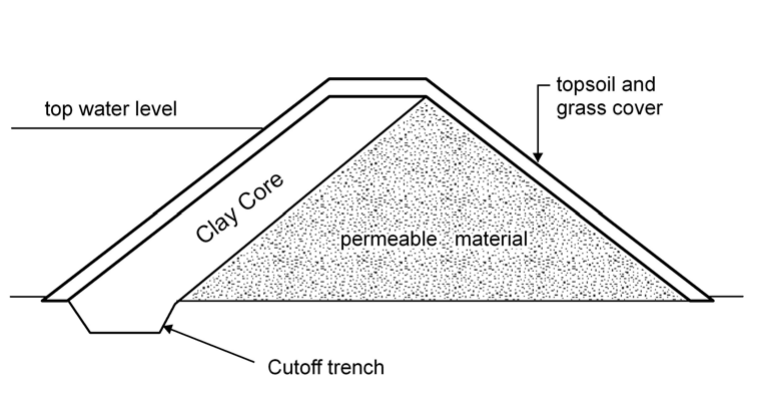 top water level
topsoil and
grass cover
Clay Core
permeable material
Cutoff trench